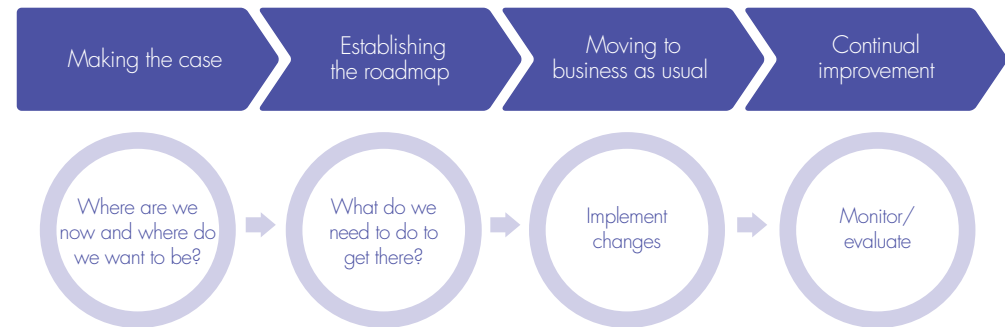 Making the case
Establishing
the roadmap
Moving to
business as usual
Continual
improvement
Where are we
now and where do
we want to be?
What do we
need to do to
get there?
Implement
changes
Monitor/
evaluate